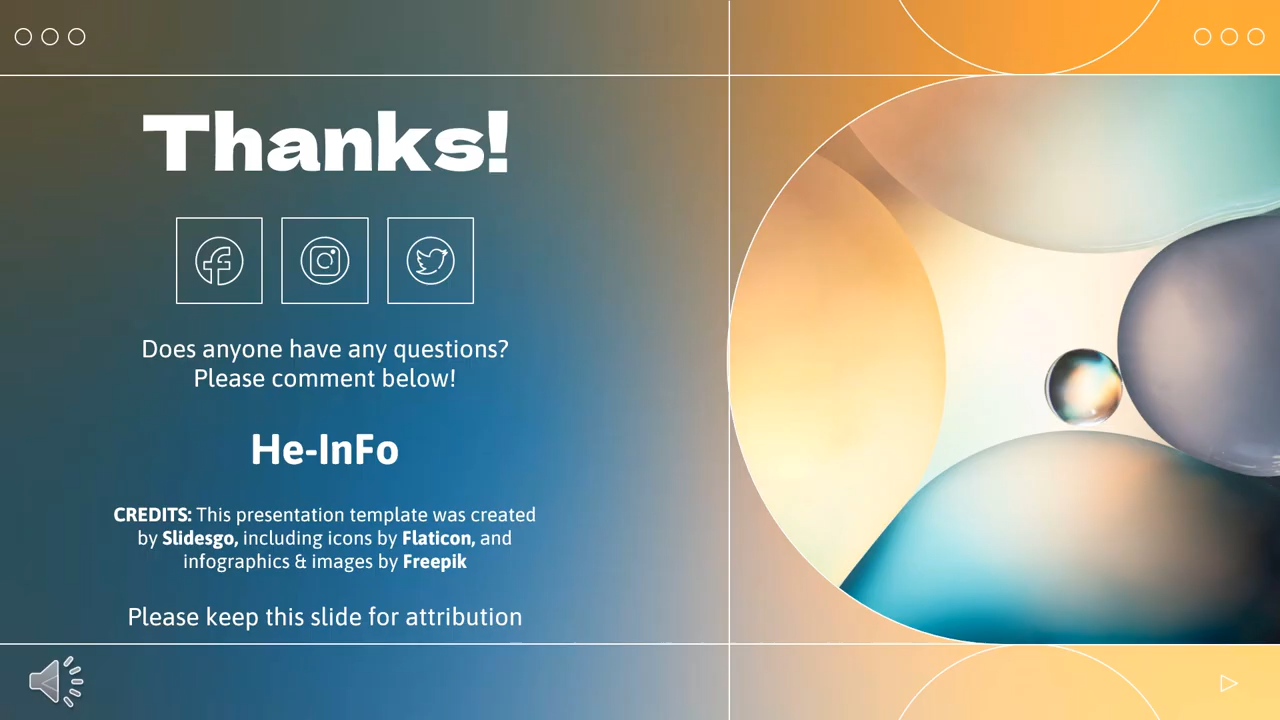 Thanks!
Does anyone have any questions?
Please comment below!
He-InFo
CREDITS: This presentation template was created
by Slidesgo, including icons by Flaticon, and
infographics & images by Freepik
Please keep this slide for attribution